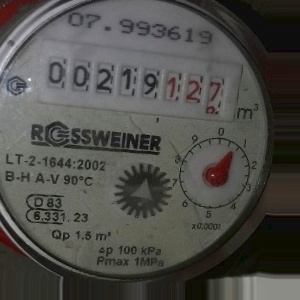 07.993619
00219127
m³
ROSSWEINER
LT-2-1644:2002
B-H A-V 90°C
D 83
6.331.23
Qp 1.5 m³
Δp 100 kPa
Pmax 1MPa
9 0 1 2 4 5 6 7 8
x0.0001